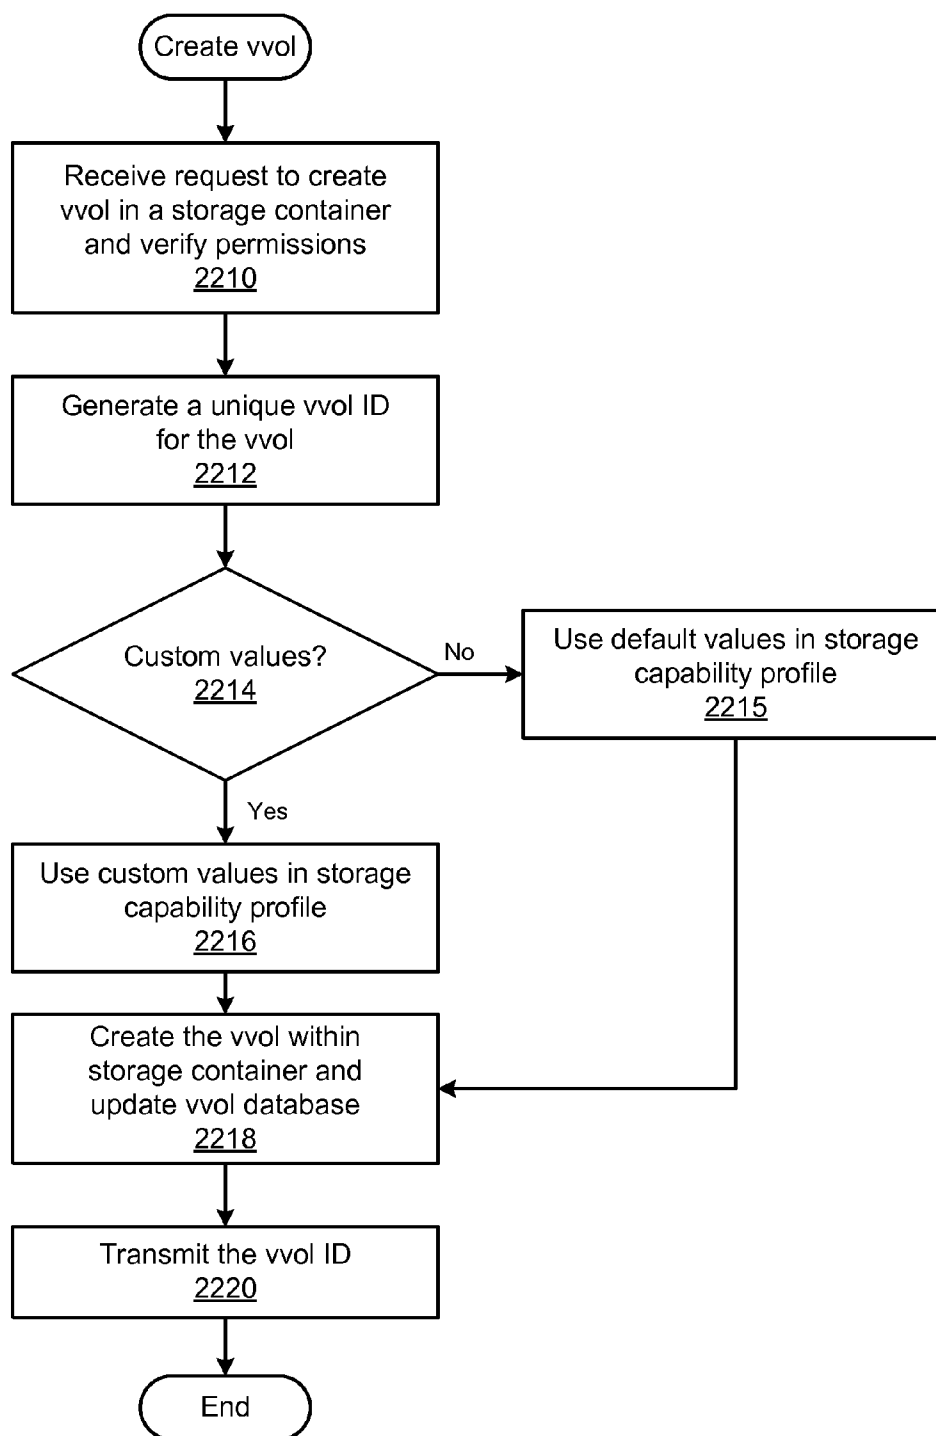 Create vvol
Receive request to create
vvol in a storage container
and verify permissions
2210
Generate a unique vvol ID
for the vvol
2212
Custom values?
2214
No
Use default values in storage
capability profile
2215
Yes
Use custom values in storage
capability profile
2216
Create the vvol within
storage container and
update vvol database
2218
Transmit the vvol ID
2220
End